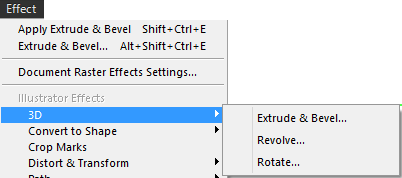 Effect
Apply Extrude & Bevel Shift+Ctrl+E
Extrude & Bevel... Alt+Shift+Ctrl+E
Document Raster Effects Settings...
Illustrator Effects
3D
Extrude & Bevel...
Convert to Shape
Revolve...
Crop Marks
Distort & Transform
Rotate...
Path